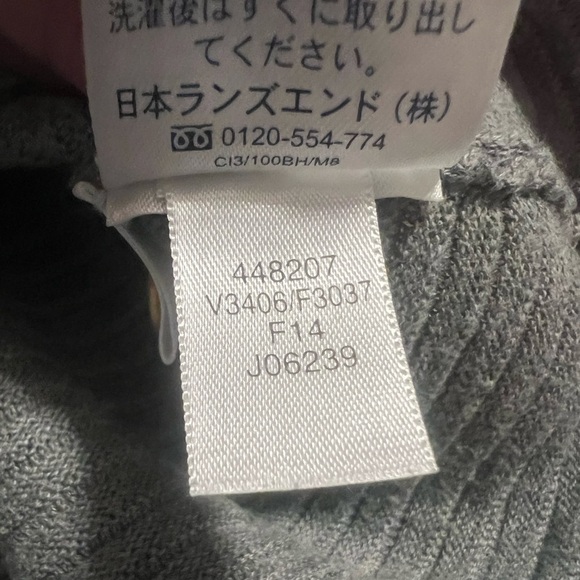 洗濯後はすぐに取り出し
てください。
日本ランズエンド（株）
0120-554-774
CI3/100BH/M8
448207
V3406/F3037
F14
J06239